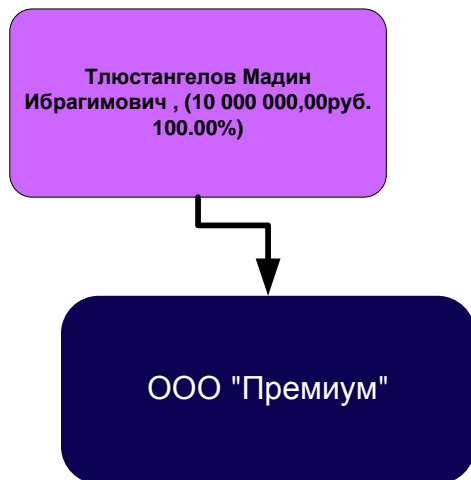 Тлюстангелов Мадин
Ибрагимович , (10 000 000,00руб.
100.00%)
ООО "Премиум"